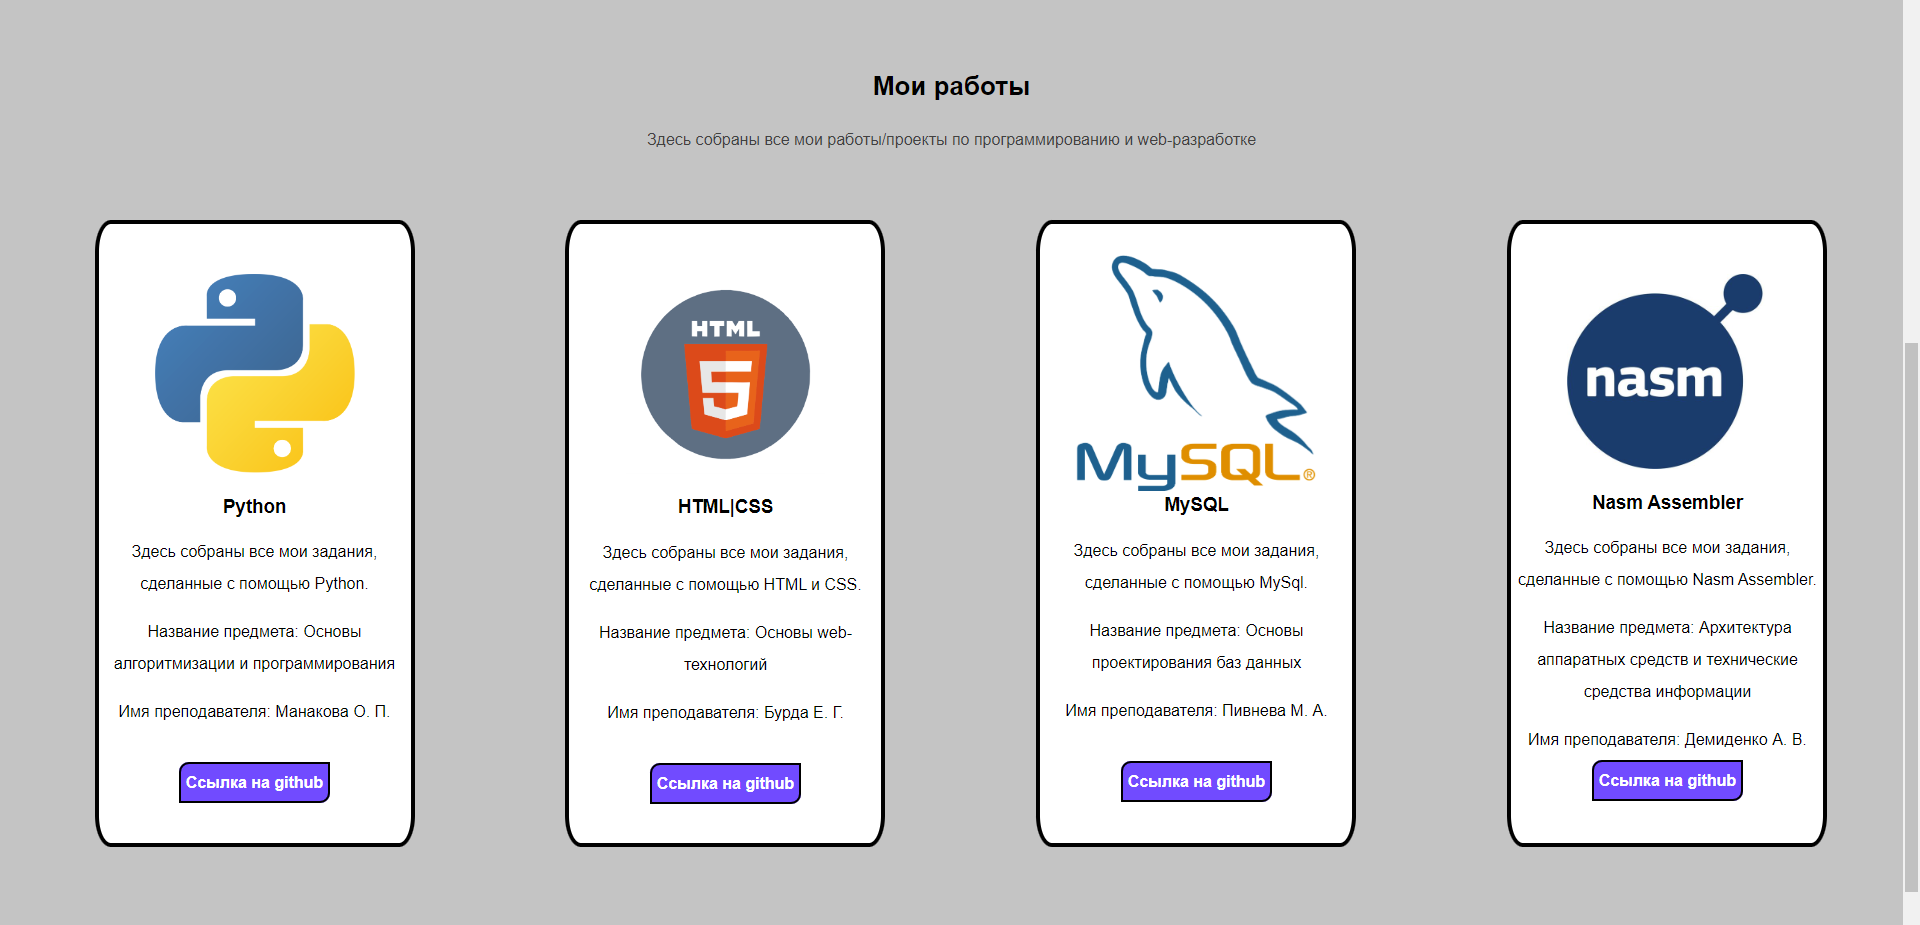 Мои работы
Здесь собраны все мои работы/проекты по программированию и web-разработке
Python
Здесь собраны все мои задания,
сделанные с помощью Python.
Название предмета: Основы
алгоритмизации и программирования
Имя преподавателя: Манакова О. П.
Ссылка на github
HTML
5
HTML|CSS
Здесь собраны все мои задания,
сделанные с помощью HTML и CSS.
Название предмета: Основы web-
технологий
Имя преподавателя: Бурда Е. Г.
Ссылка на github
MySQL®
MySQL
Здесь собраны все мои задания,
сделанные с помощью MySql.
Название предмета: Основы
проектирования баз данных
Имя преподавателя: Пивнева М. А.
Ссылка на github
nasm
Nasm Assembler
Здесь собраны все мои задания,
сделанные с помощью Nasm Assembler.
Название предмета: Архитектура
аппаратных средств и технические
средства информации
Имя преподавателя: Демиденко А. В.
Ссылка на github